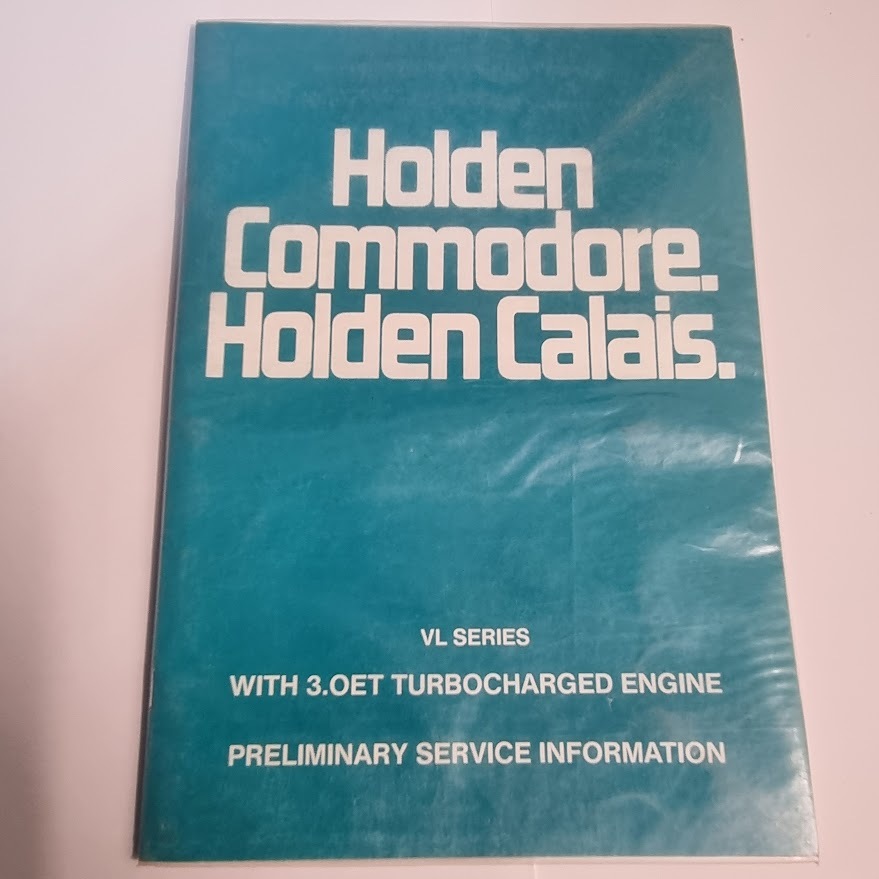 Holden
Commodore.
Holden Calais.
VL SERIES
WITH 3.OET TURBOCHARGED ENGINE
PRELIMINARY SERVICE INFORMATION